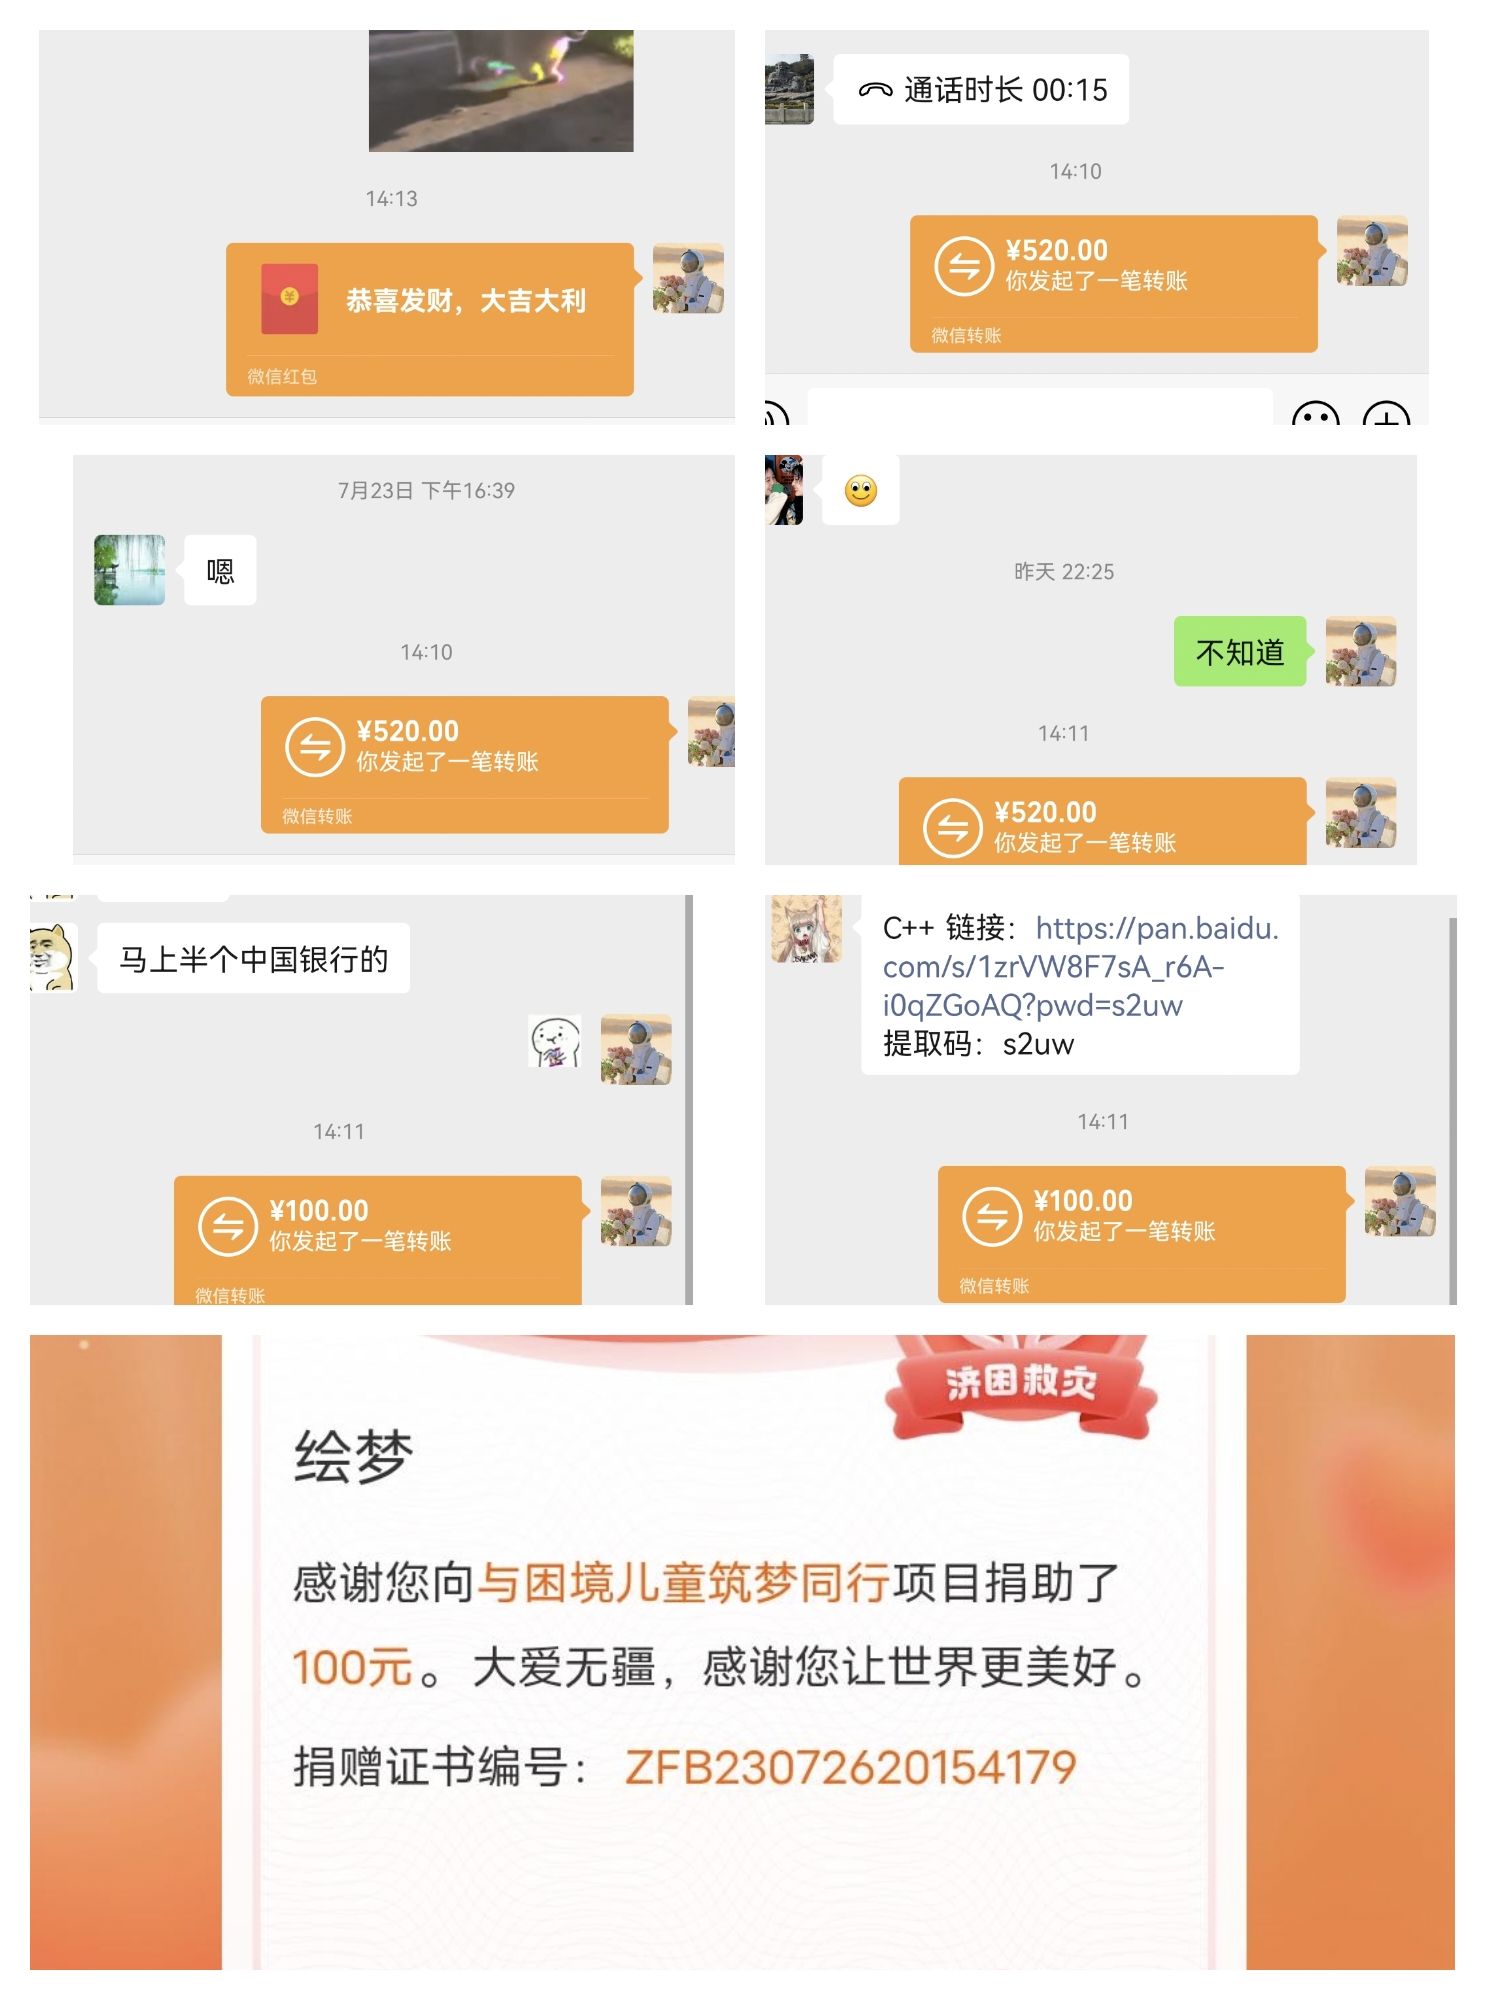 14:13
¥
恭喜发财，大吉大利
微信红包
通话时长 00:15
14:10
¥520.00
你发起了一笔转账
微信转账
7月23日 下午16:39
嗯
14:10
¥520.00
你发起了一笔转账
微信转账
昨天 22:25
不知道
14:11
¥520.00
你发起了一笔转账
马上半个中国银行的
14:11
¥100.00
你发起了一笔转账
微信转账
C++ 链接：https://pan.baidu.
com/s/1zrVW8F7sA_r6A-
i0qZGoAQ?pwd=s2uw
提取码：s2uw
14:11
¥100.00
你发起了一笔转账
微信转账
济困救灾
绘梦
感谢您向与困境儿童筑梦同行项目捐助了
100元。大爱无疆，感谢您让世界更美好。
捐赠证书编号： ZFB23072620154179